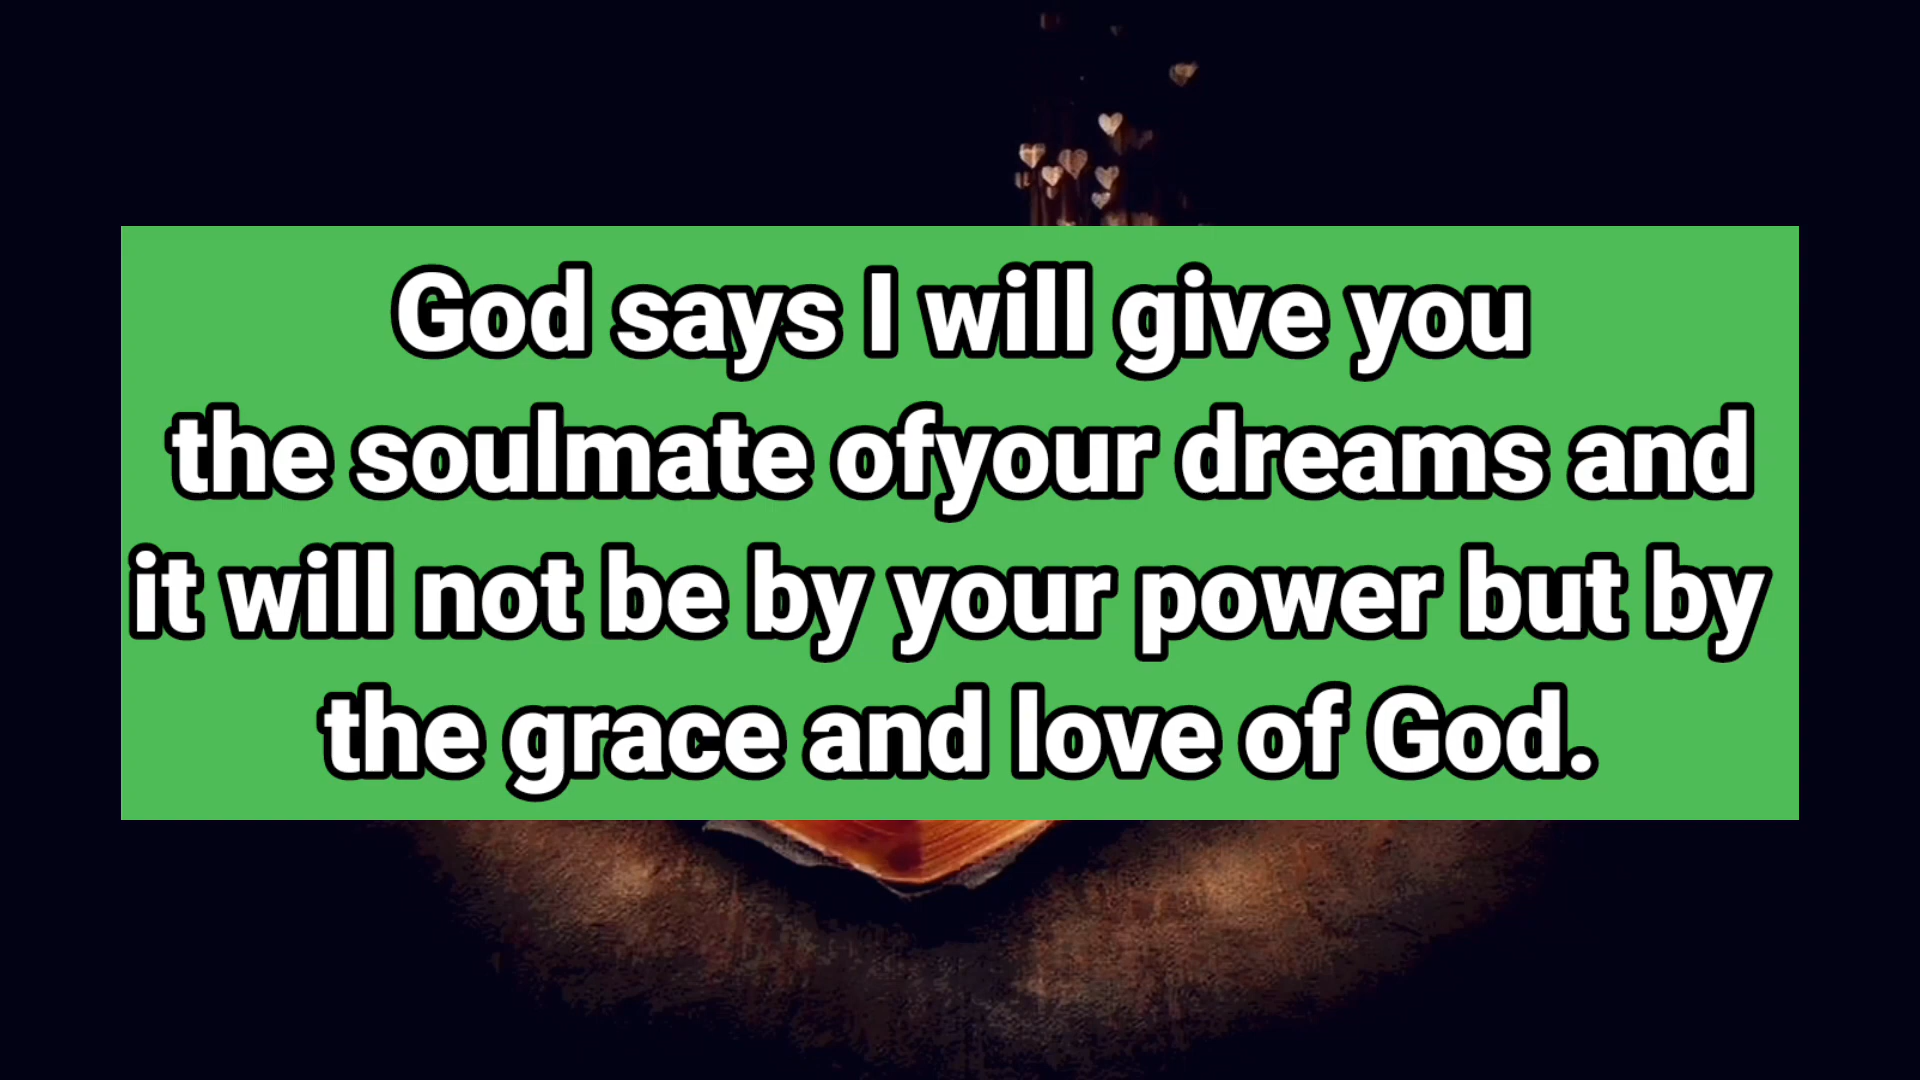 God says I will give you
the soulmate ofyour dreams and
it will not be by your power but by
the grace and love of God.